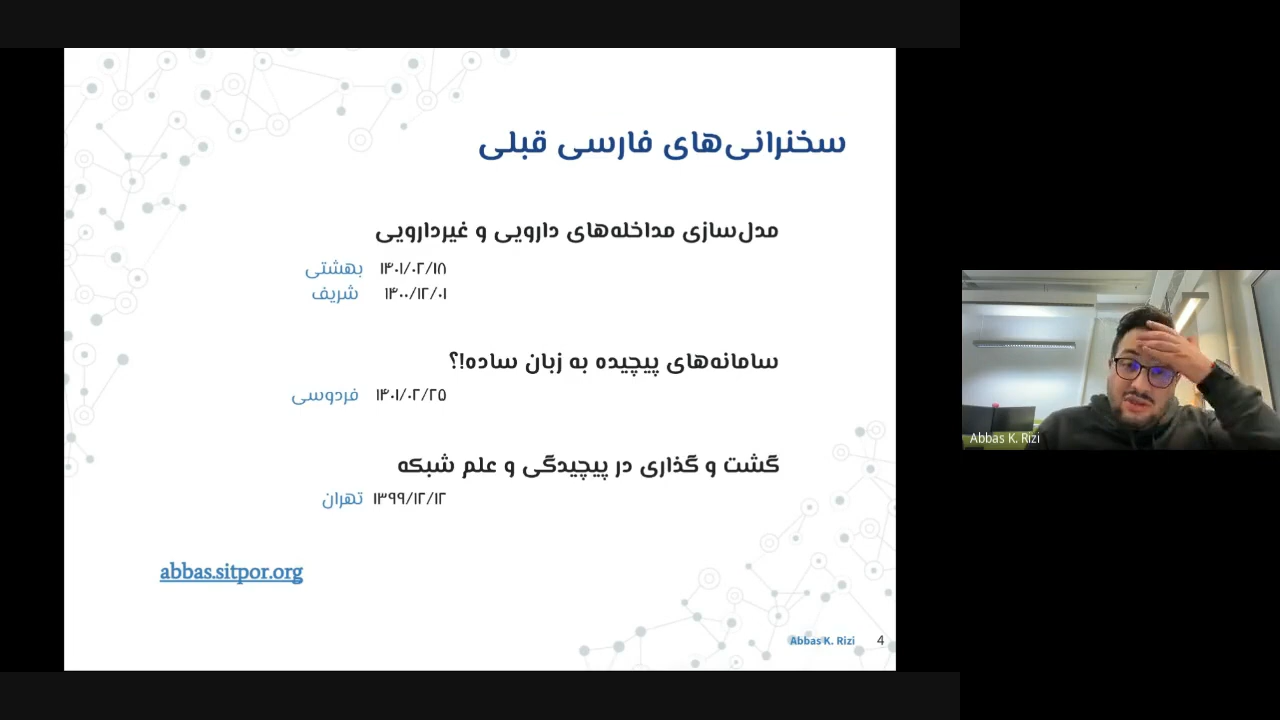 سخنرانی‌های فارسی قبلی
مدل‌سازی مداخله‌های دارویی و غیردارویی
۱۴۰۱/۰۲/۱۸ بهشتی
۱۴۰۰/۱۲/۰۱ شریف
سامانه‌های پیچیده به زبان ساده!؟
۱۴۰۱/۰۲/۲۵ فردوسی
گشت و گذاری در پیچیدگی و علم شبکه
۱۳۹۹/۱۲/۱۲ تهران
abbas.sitpor.org
Abbas K. Rizi 4
Abbas K. Rizi